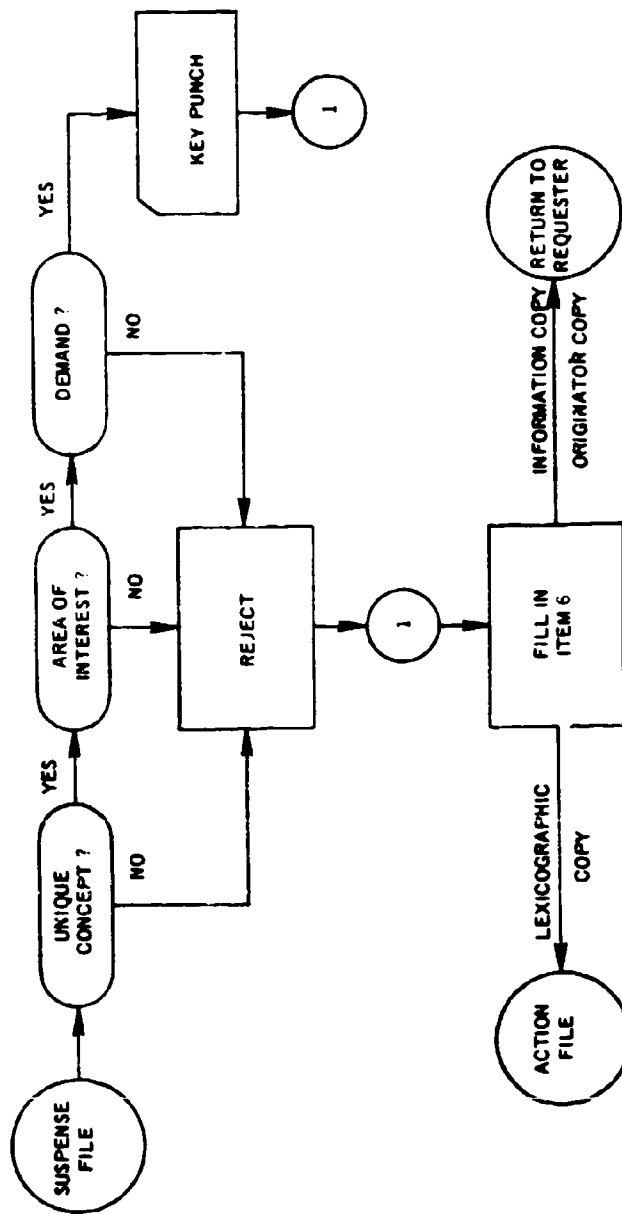 SUSPENSE
FILE
UNIQUE
CONCEPT ?
YES
NO
AREA OF
INTEREST ?
YES
NO
DEMAND ?
YES
NO
KEY PUNCH
1
REJECT
1
FILL IN
ITEM 6
LEXICOGRAPHIC
COPY
ACTION
FILE
INFORMATION COPY
ORIGINATOR COPY
RETURN TO
REQUESTER